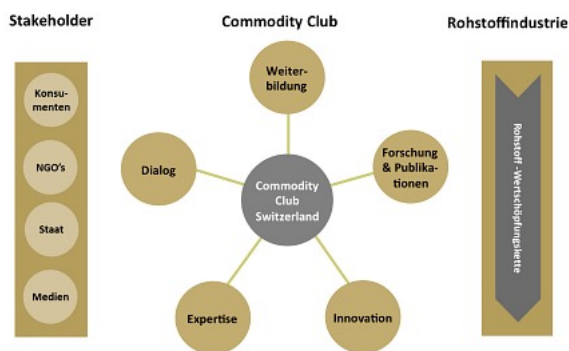 Stakeholder
Commodity Club
Rohstoffindustrie
Konsu-
menten
NGO's
Staat
Medien
Weiter-
bildung
Dialog
Forschung
& Publika-
tionen
Commodity
Club
Switzerland
Expertise
Innovation
Rohstoff -Wertschöpfungskette